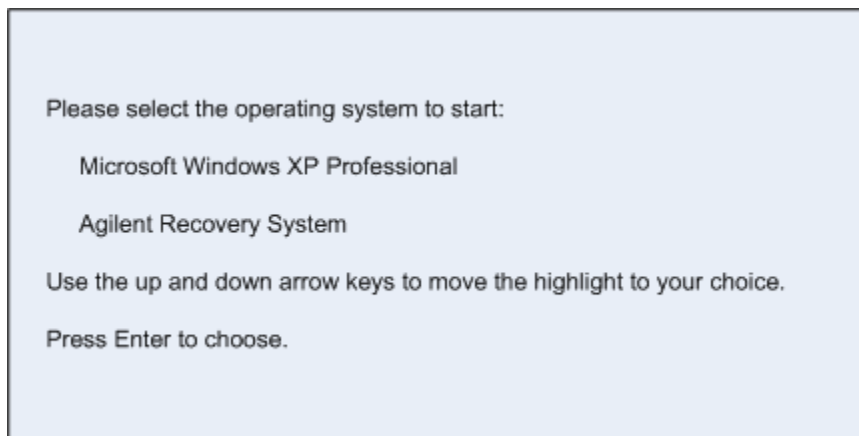 Please select the operating system to start:
Microsoft Windows XP Professional
Agilent Recovery System
Use the up and down arrow keys to move the highlight to your choice.
Press Enter to choose.